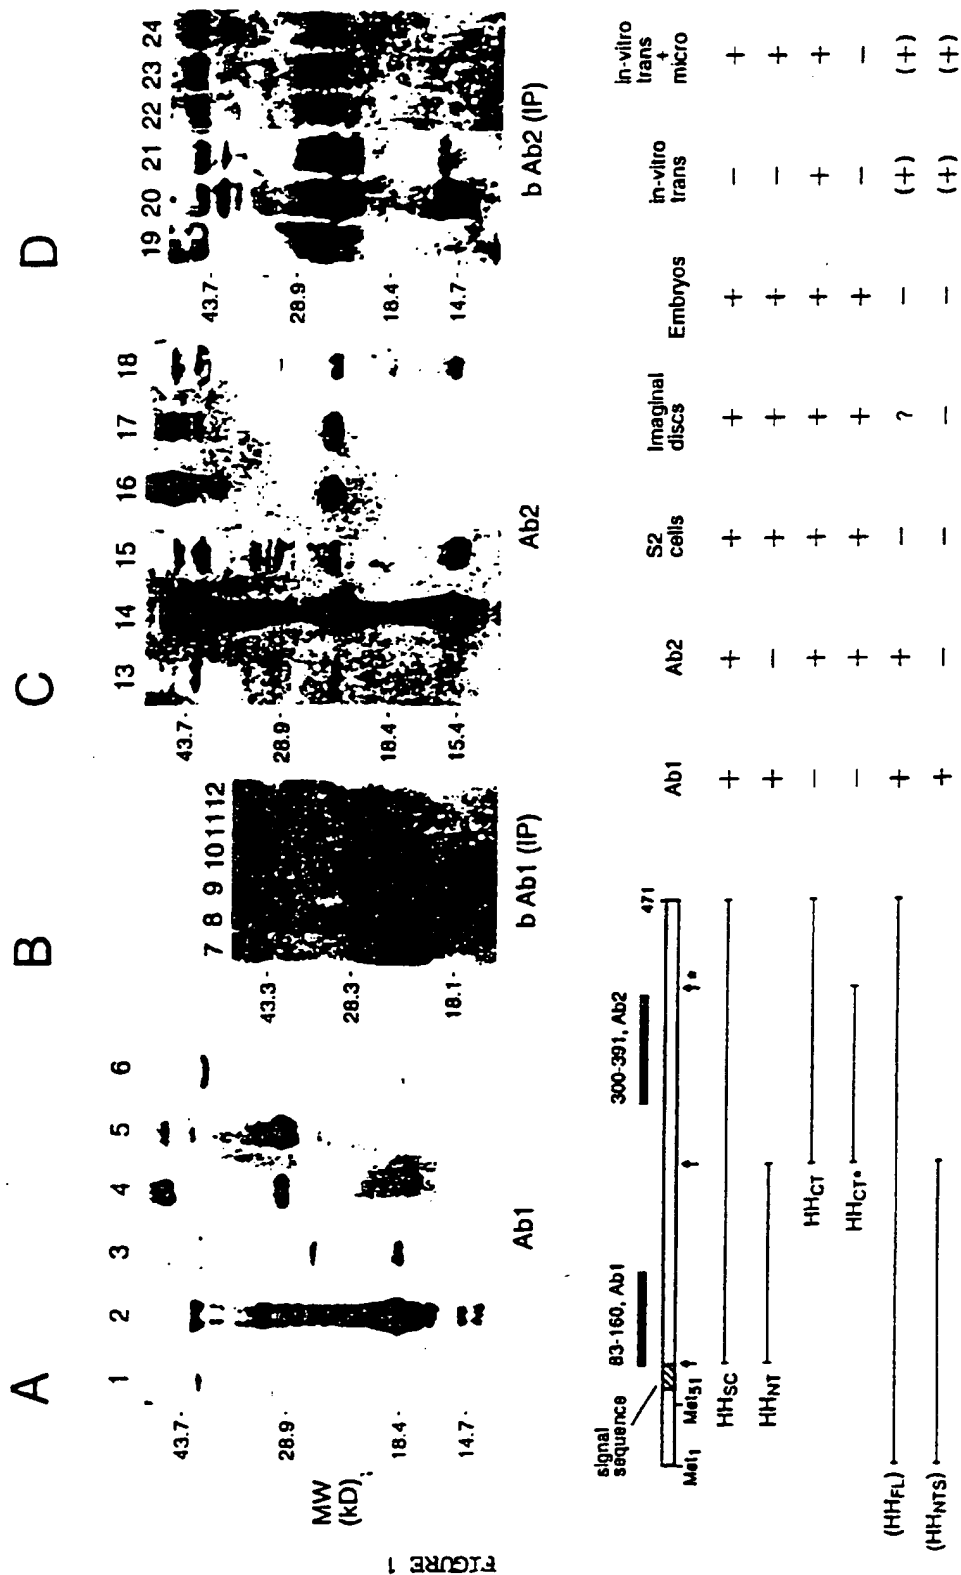 FIGURE 1
A
1 2 3 4 5 6
MW
(kD)
43.7 -
28.9 -
18.4 -
14.7 -
Ab1
B
7 8 9 10 11 12
43.3 -
28.3 -
18.1 -
b Ab1 (IP)
C
13 14 15 16 17 18
43.7 -
28.9 -
18.4 -
15.4 -
Ab2
D
19 20 21 22 23 24
43.7 -
28.9 -
18.4 -
14.7 -
b Ab2 (IP)
signal
sequence
83-160, Ab1
300-391, Ab2
471
Met1 Met51
*
Ab1 Ab2 S2 cells Imaginal discs Embryos in-vitro trans in-vitro trans + micro
HHSC + + + + + - +
HHNT + - + + + - +
HHCT - + + + + + +
HHCT* - + + + + - -
(HHFL) + + - ? - (+) (+)
(HHNTS) + - - - - (+) (+)